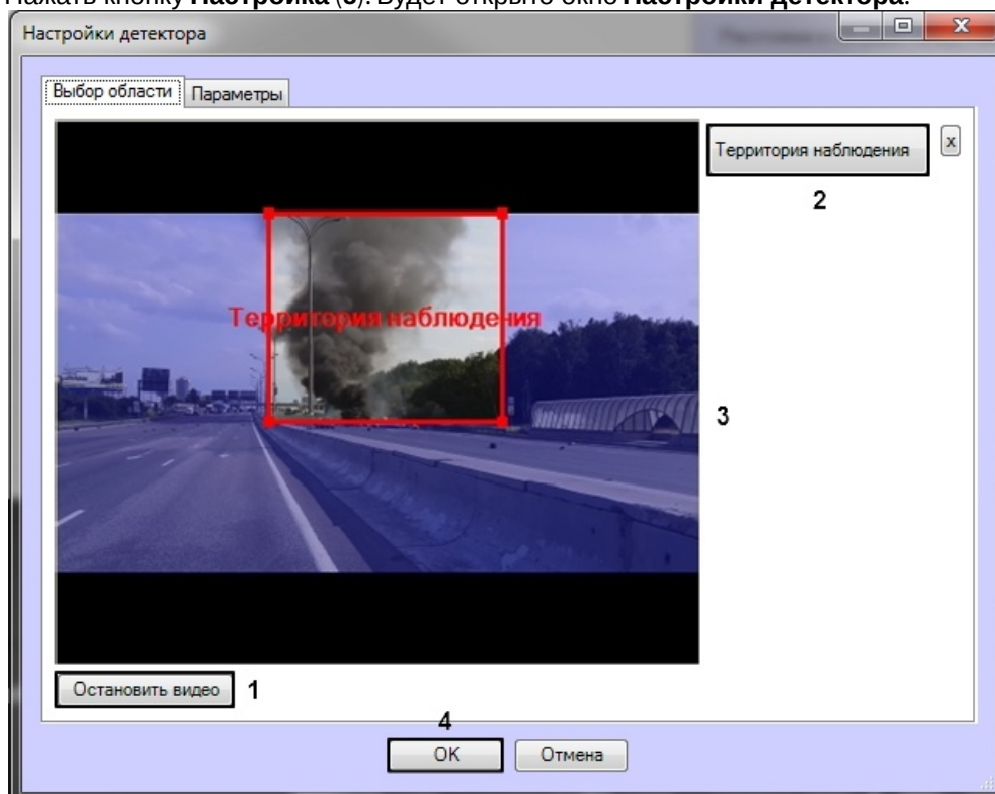 Нажать кнопку Настройка (3). Будет открыто окно Настройки детектора.
Настройки детектора
Выбор области
Параметры
Территория наблюдения
x
2
Территория наблюдения
3
Остановить видео
1
4
OK
Отмена